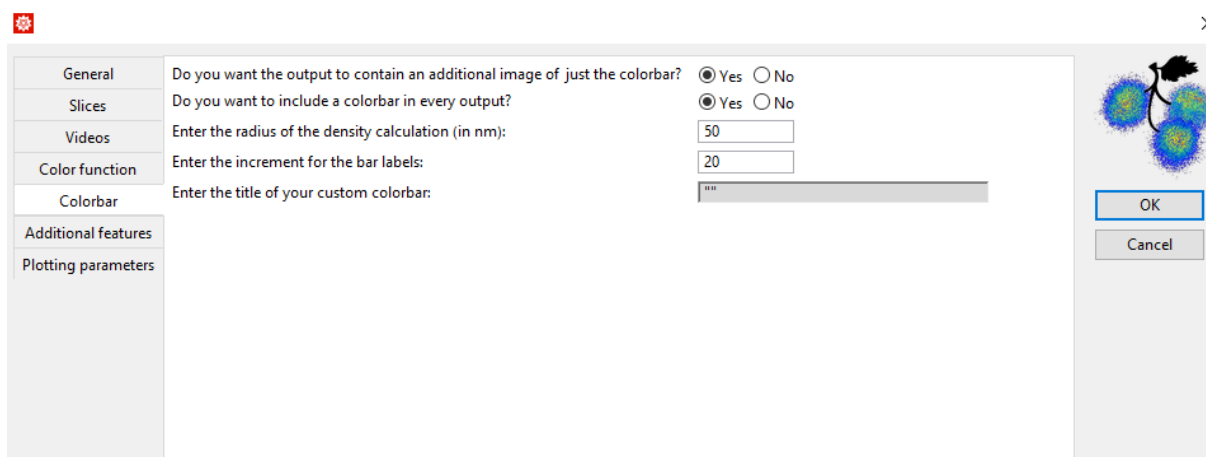 General
Slices
Videos
Color function
Colorbar
Additional features
Plotting parameters
Do you want the output to contain an additional image of just the colorbar? Yes No
Do you want to include a colorbar in every output? Yes No
Enter the radius of the density calculation (in nm): 50
Enter the increment for the bar labels: 20
Enter the title of your custom colorbar: ""
OK
Cancel